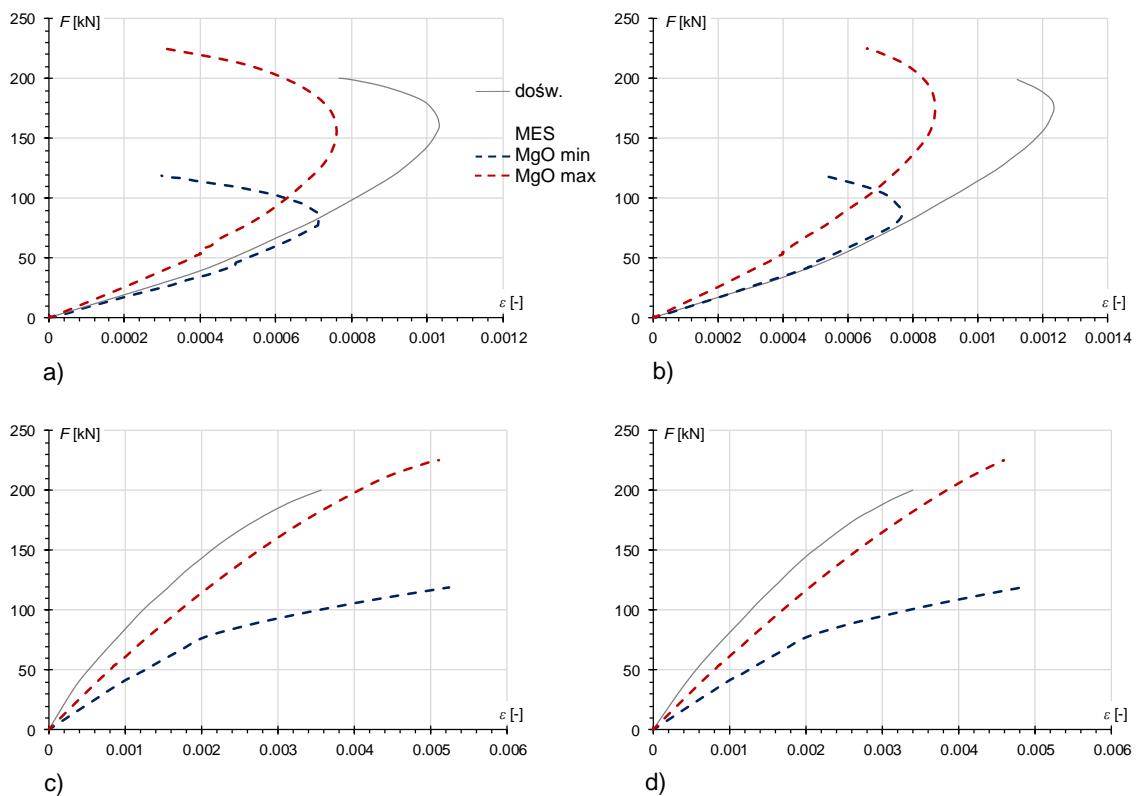 F [kN]
250
200
150
100
50
0
0 0.0002 0.0004 0.0006 0.0008 0.001 0.0012
ε [-]
a)
dośw.
MES
MgO min
MgO max
F [kN]
250
200
150
100
50
0
0 0.0002 0.0004 0.0006 0.0008 0.001 0.0012 0.0014
ε [-]
b)
F [kN]
250
200
150
100
50
0
0 0.001 0.002 0.003 0.004 0.005 0.006
ε [-]
c)
F [kN]
250
200
150
100
50
0
0 0.001 0.002 0.003 0.004 0.005 0.006
ε [-]
d)